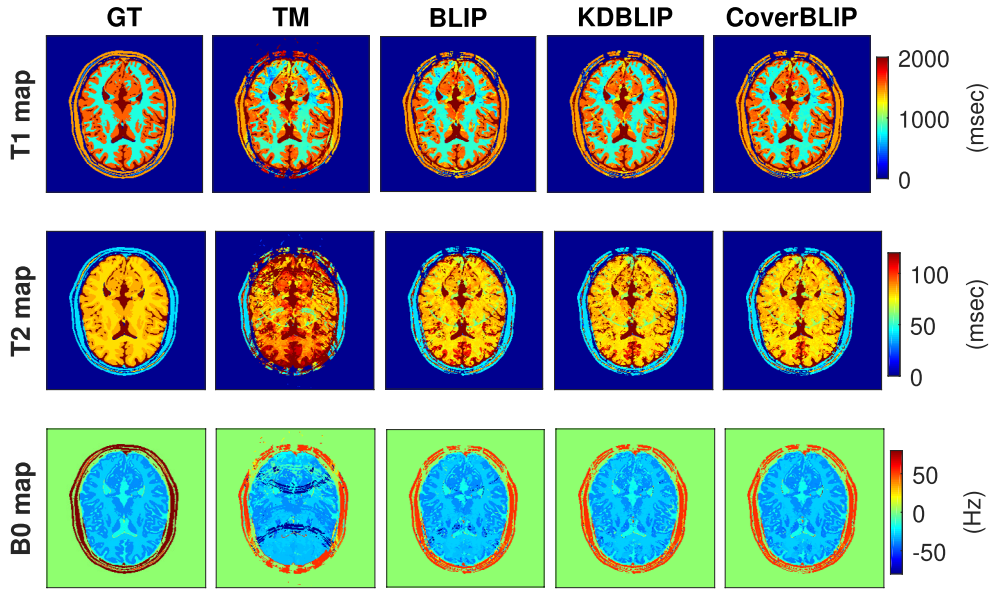 GT TM BLIP KDBLIP CoverBLIP
T1 map
2000
1000
0
(msec)
T2 map
100
50
0
(msec)
B0 map
50
0
-50
(Hz)